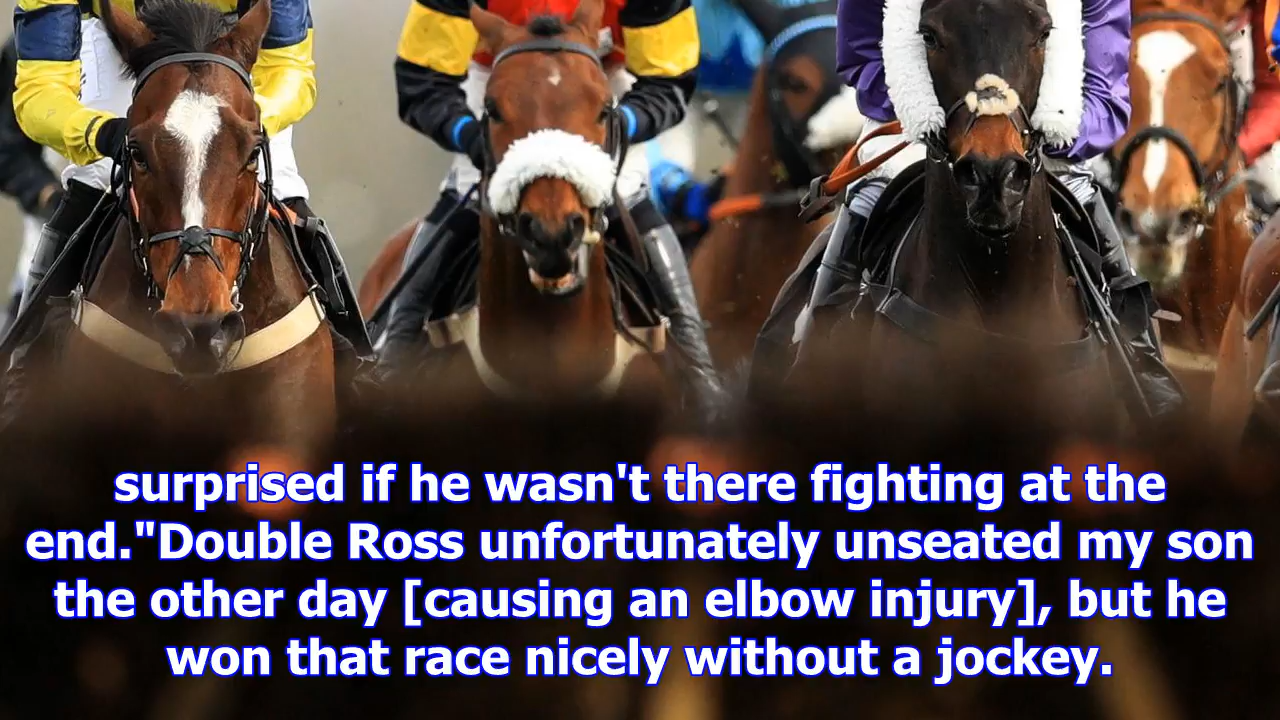 surprised if he wasn't there fighting at the
end."Double Ross unfortunately unseated my son
the other day [causing an elbow injury], but he
won that race nicely without a jockey.